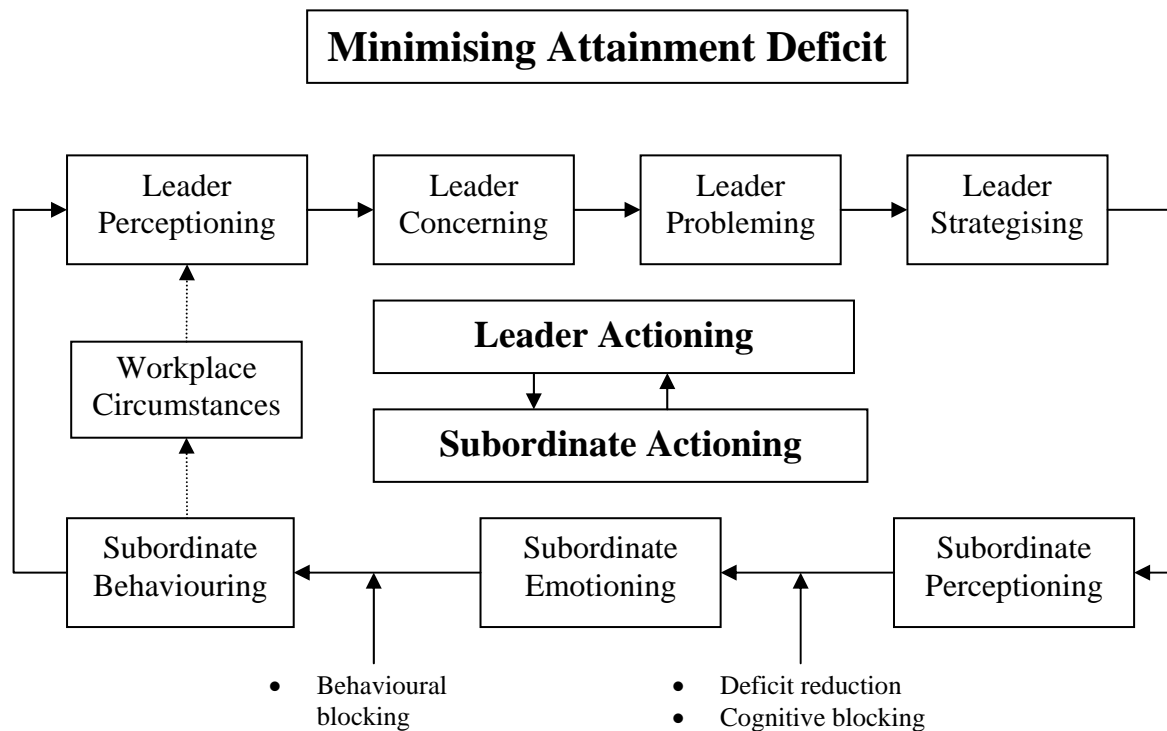 Minimising Attainment Deficit
Leader
Perceptioning
Leader
Concerning
Leader
Probleming
Leader
Strategising
Leader Actioning
Workplace
Circumstances
Subordinate Actioning
Subordinate
Behaviouring
Subordinate
Emotioning
Subordinate
Perceptioning
• Behavioural
blocking
• Deficit reduction
• Cognitive blocking